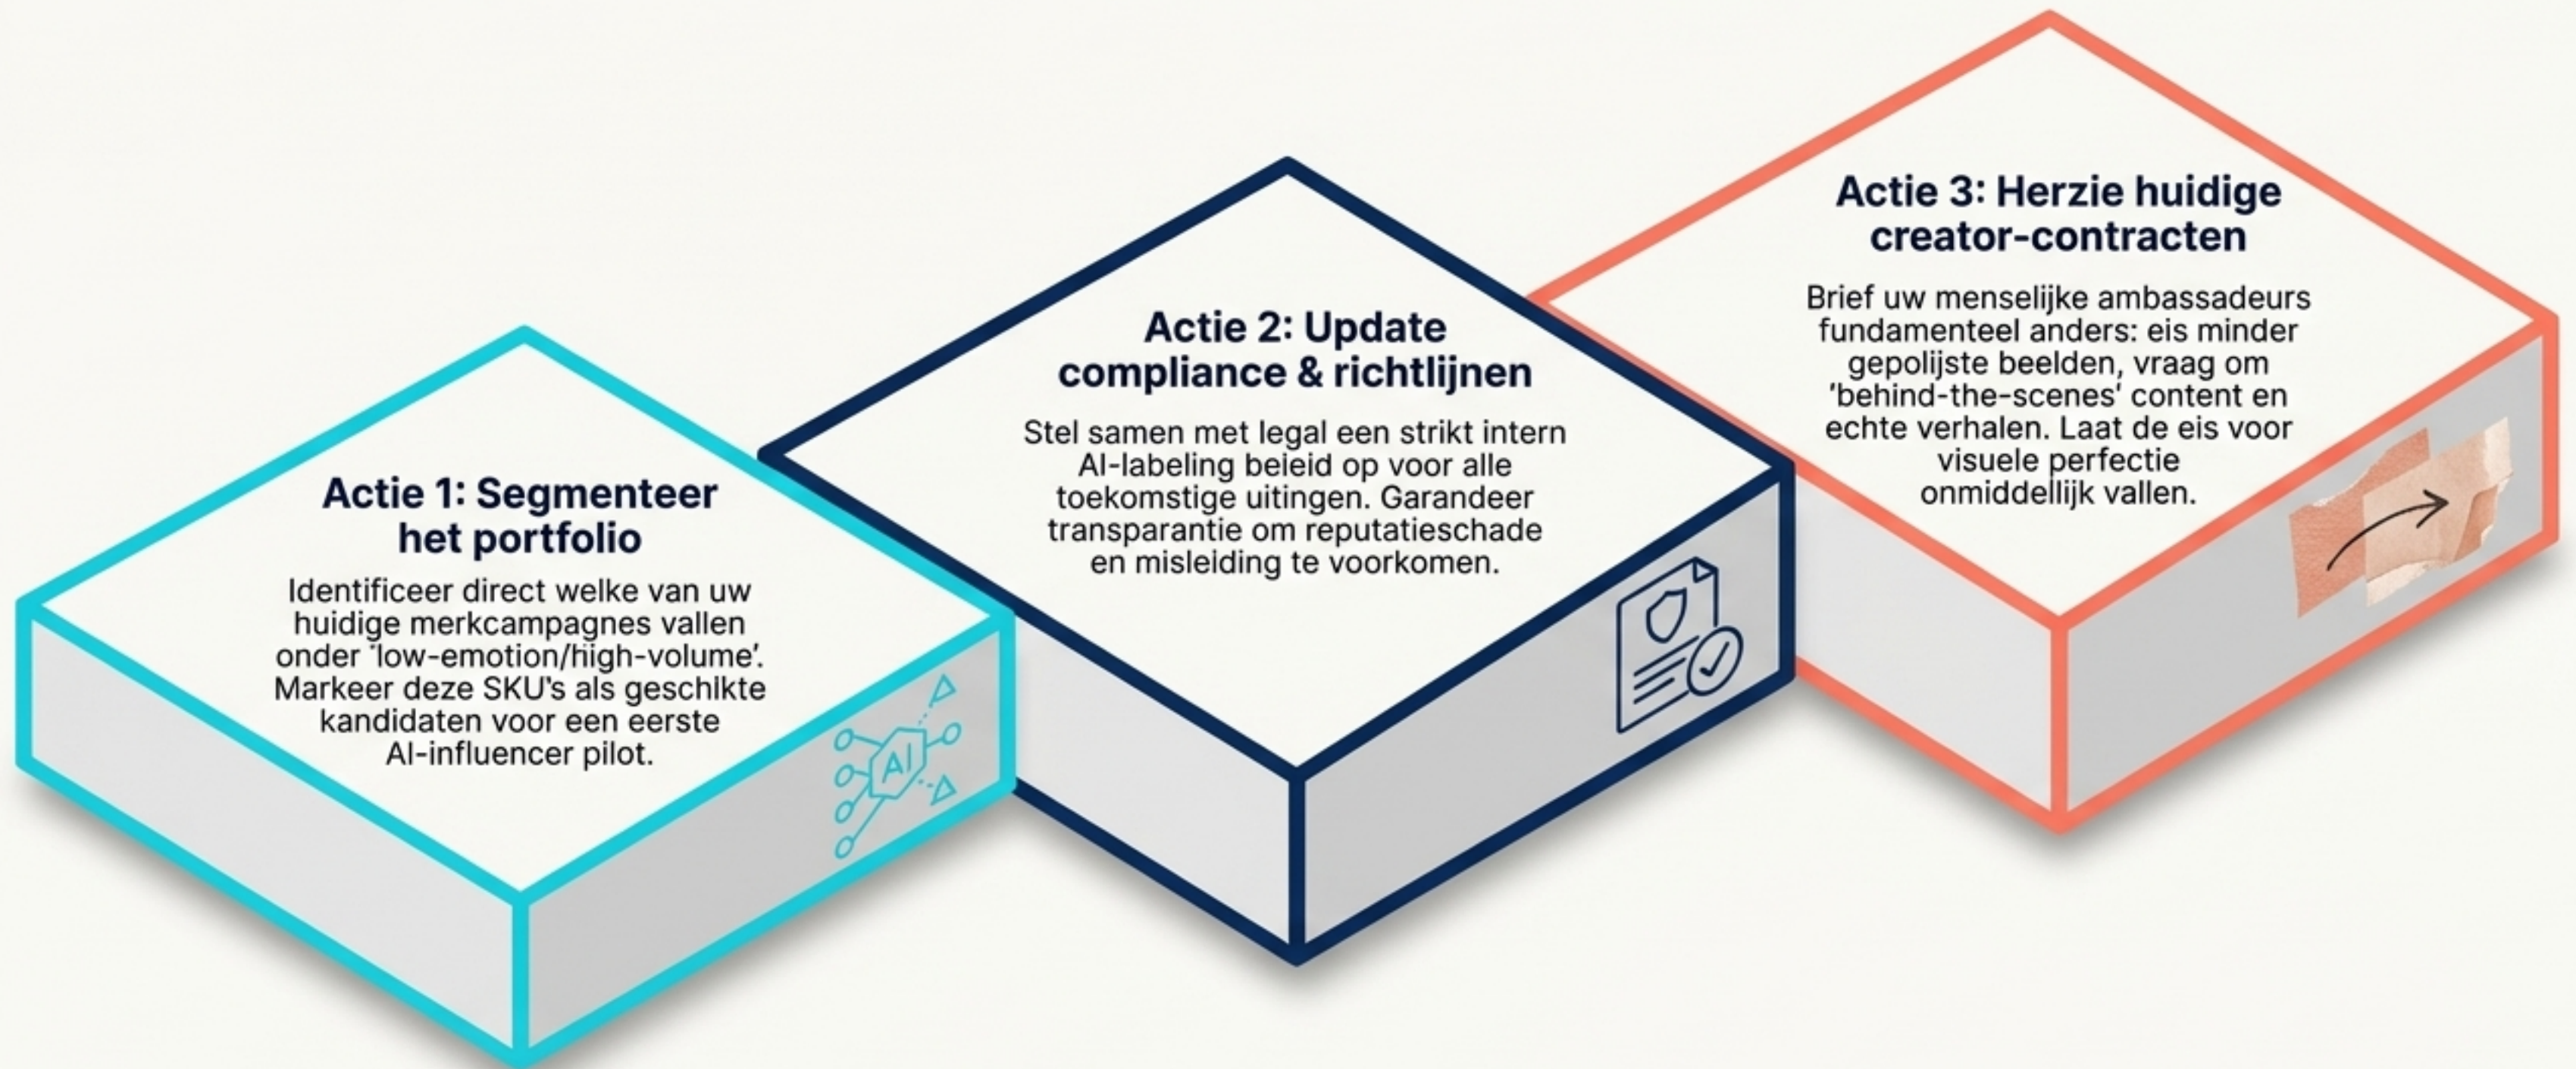 Actie 1: Segmenteer
het portfolio
Identificeer direct welke van uw
huidige merkcampagnes vallen
onder 'low-emotion/high-volume'.
Markeer deze SKU's als geschikte
kandidaten voor een eerste
AI-influencer pilot.
AI
Actie 2: Update
compliance & richtlijnen
Stel samen met legal een strikt intern
AI-labeling beieid op voor alle
toekomstige uitingen. Garandeer
transparantie om reputatieschade
en misleiding te voorkomen.
Actie 3: Herzie huidige
creator-contracten
Brief uw menselijke ambassadeurs
fundamenteel anders: eis minder
gepolijste beelden, vraag om
'behind-the-scenes' content en
echte verhalen. Laat de eis voor
visuele perfectie
onmiddellijk vallen.